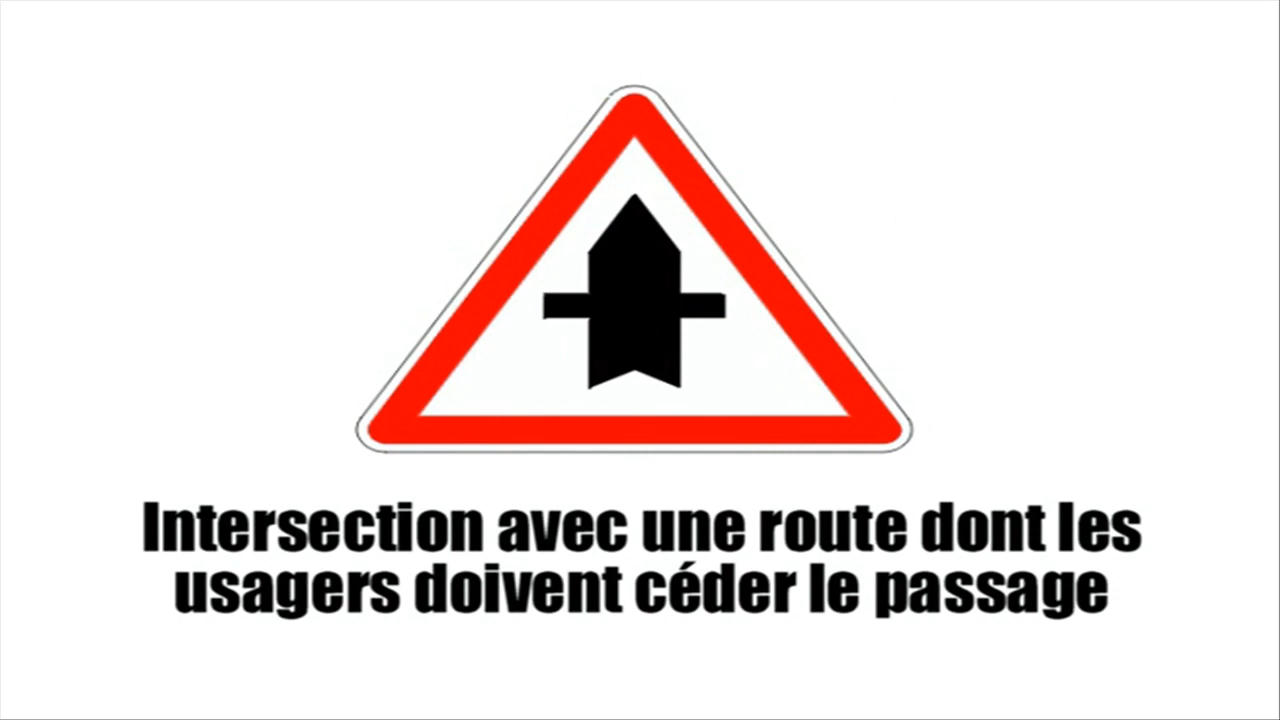 Intersection avec une route dont les
usagers doivent céder le passage